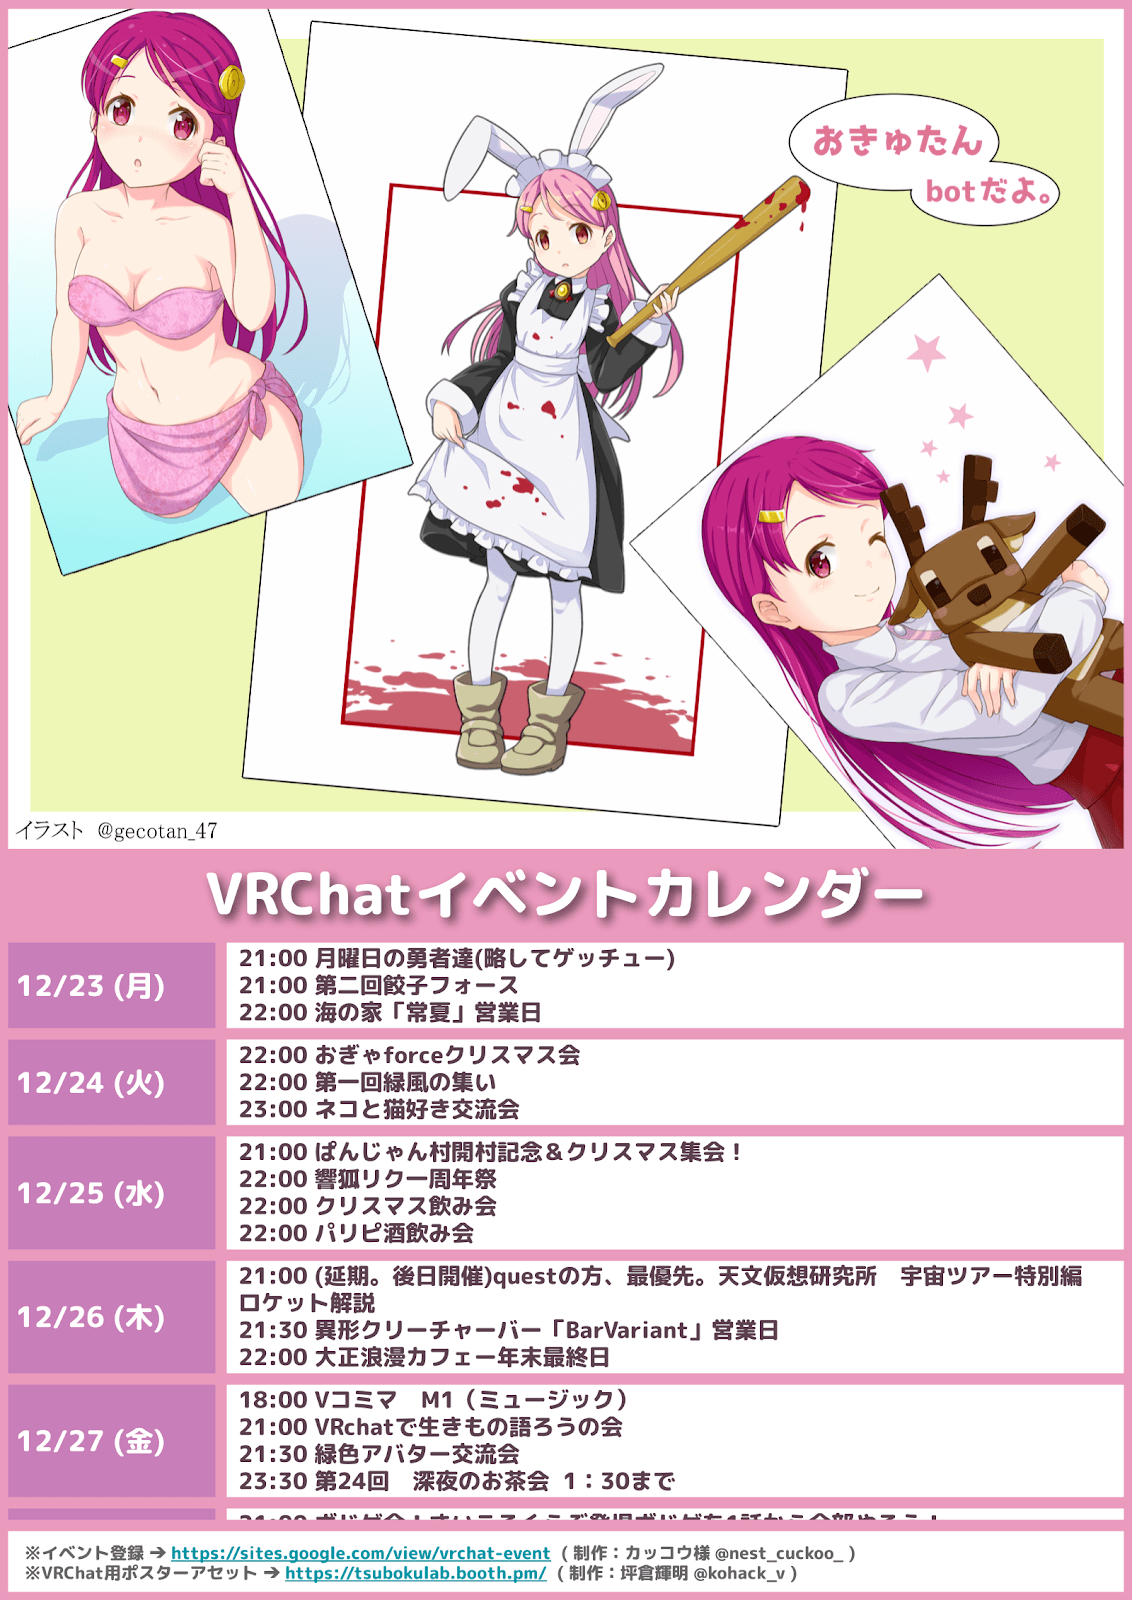 おきゅたん
botだよ。
イラスト @gecotan_47
VRChatイベントカレンダー
12/23 (月)
21:00 月曜日の勇者達(略してゲッチュー)
21:00 第二回餃子フォース
22:00 海の家「常夏」営業日
12/24 (火)
22:00 おぎゃforceクリスマス会
22:00 第一回緑風の集い
23:00 ネコと猫好き交流会
12/25 (水)
21:00 ぱんじゃん村開村記念＆クリスマス集会！
22:00 響狐リク一周年祭
22:00 クリスマス飲み会
22:00 パリピ酒飲み会
12/26 (木)
21:00 (延期。後日開催)questの方、最優先。天文仮想研究所　宇宙ツアー特別編
ロケット解説
21:30 異形クリーチャーバー「BarVariant」営業日
22:00 大正浪漫カフェー年末最終日
12/27 (金)
18:00 Vコミマ　M1（ミュージック）
21:00 VRchatで生きもの語ろうの会
21:30 緑色アバター交流会
23:30 第24回　深夜のお茶会 1：30まで
※イベント登録 → https://sites.google.com/view/vrchat-event ( 制作：カッコウ様 @nest_cuckoo_ )
※VRChat用ポスターアセット → https://tsubokulab.booth.pm/ ( 制作：坪倉輝明 @kohack_v )